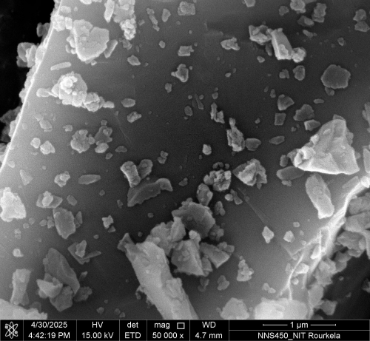 4/30/2025 HV det mag □ WD 1 μm
4:42:19 PM 15.00 kV ETD 50 000 x 4.7 mm NNS450_NIT Rourkela